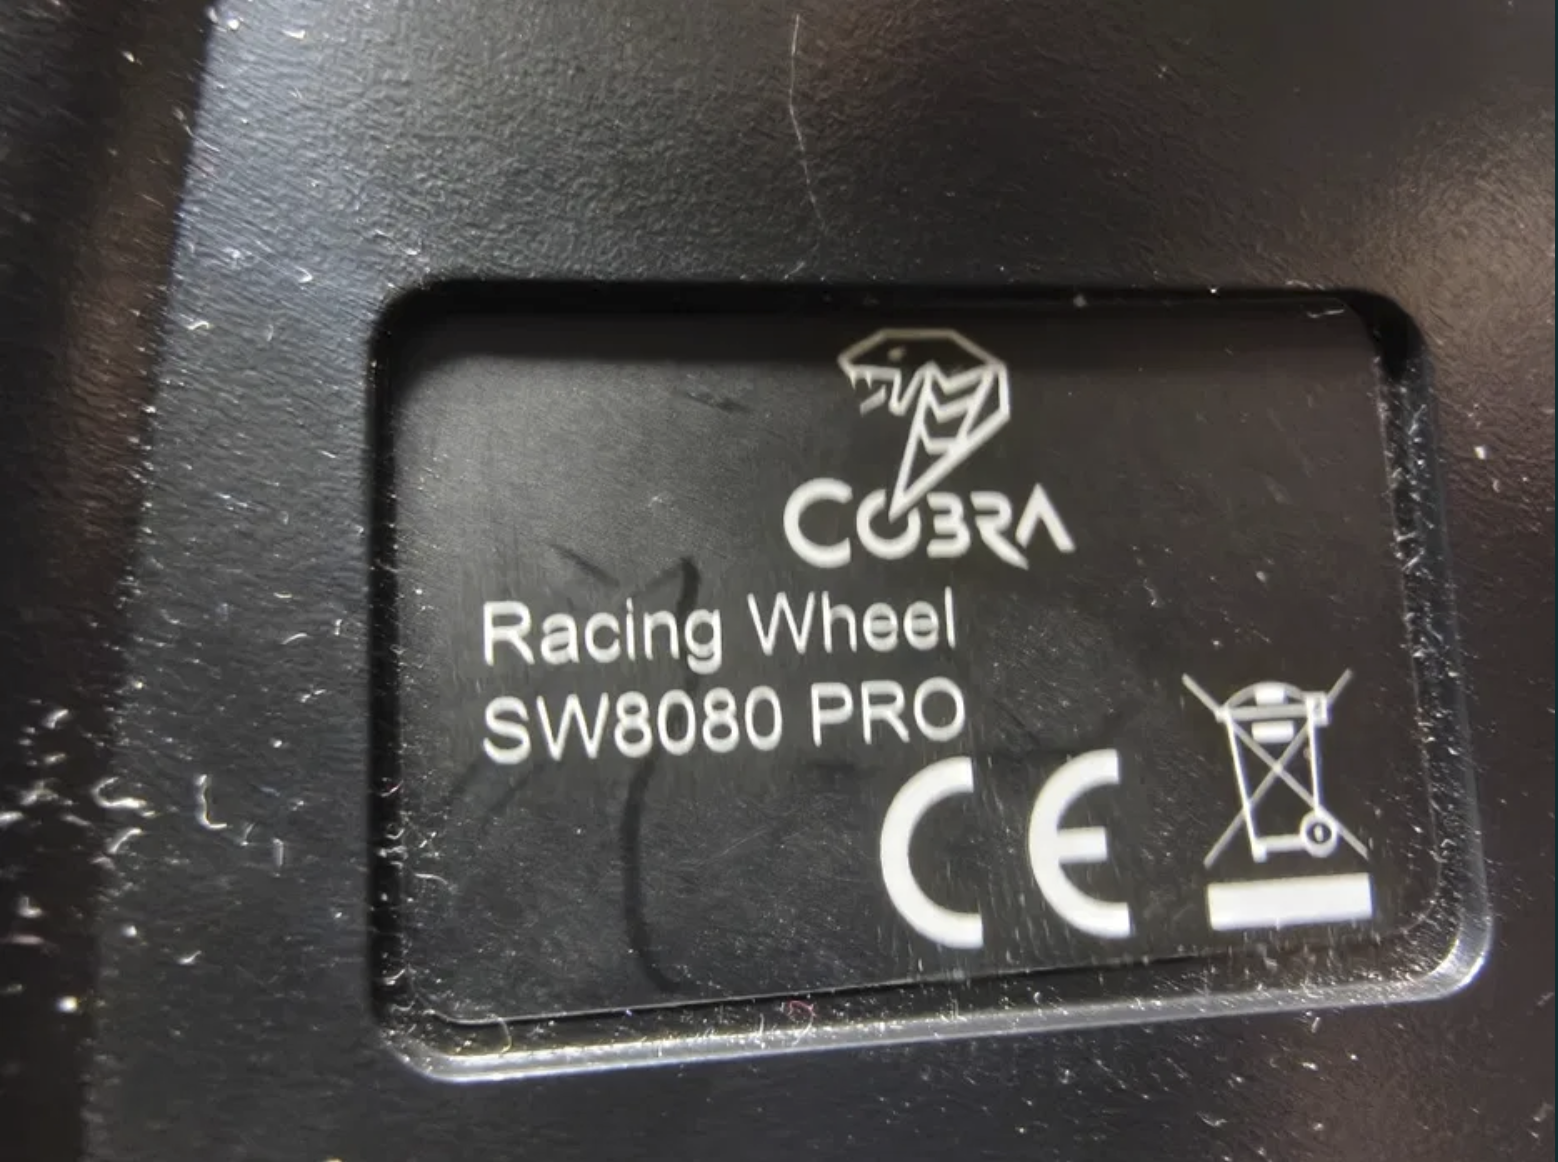 COBRA
Racing Wheel
SW8080 PRO
CE